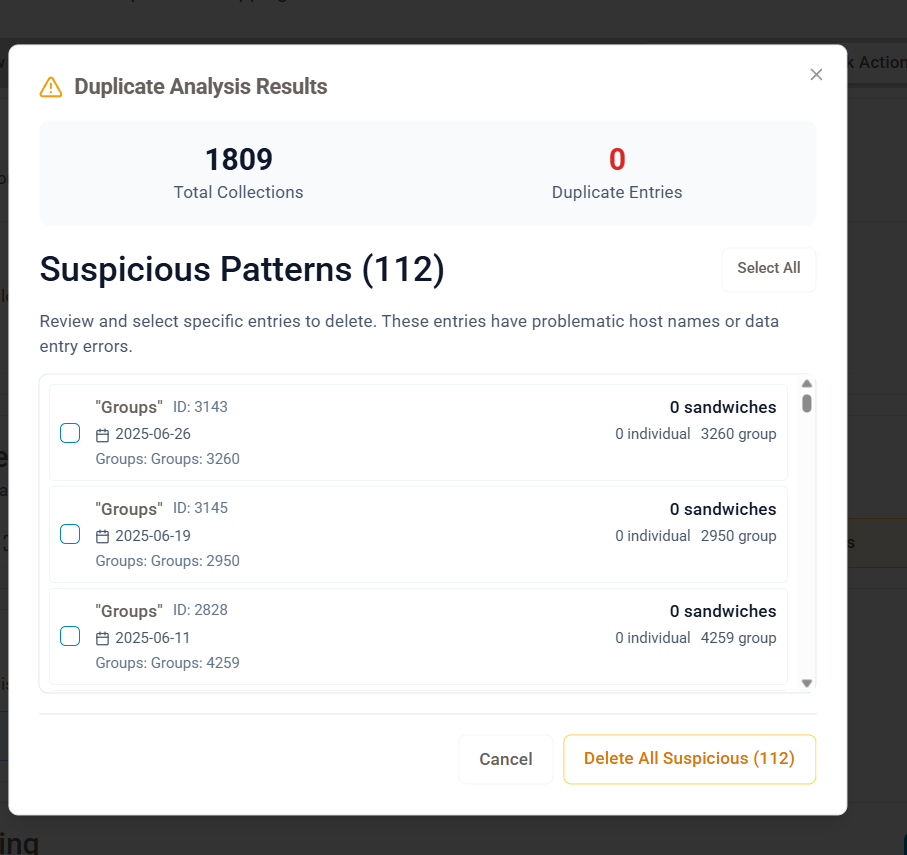 Duplicate Analysis Results
k Action
1809
0
Total Collections
Duplicate Entries
Suspicious Patterns (112)
Select All
Review and select specific entries to delete. These entries have problematic host names or data
entry errors.
"Groups" ID: 3143
0 sandwiches
2025-06-26
0 individual 3260 group
Groups: Groups: 3260
"Groups" ID: 3145
0 sandwiches
2025-06-19
0 individual 2950 group
Groups: Groups: 2950
"Groups" ID: 2828
0 sandwiches
2025-06-11
0 individual 4259 group
Groups: Groups: 4259
Cancel
Delete All Suspicious (112)
ing